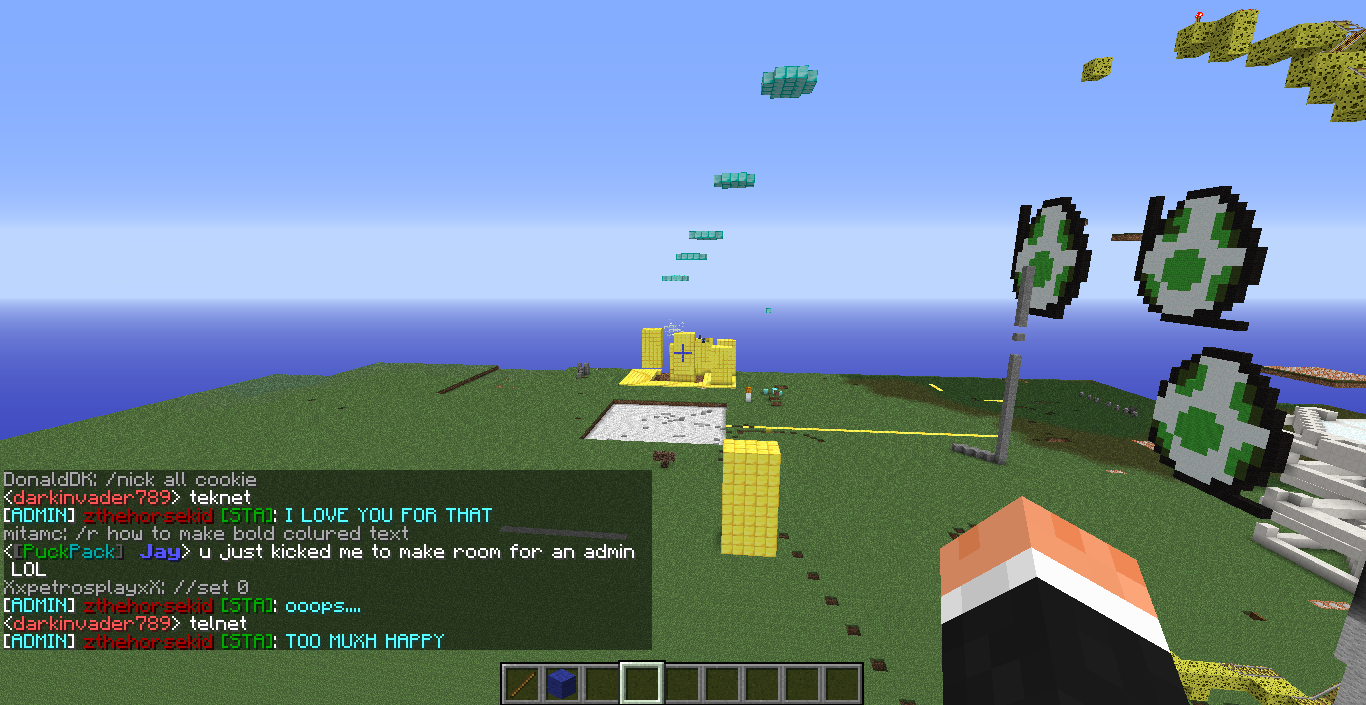 DonaldDK: /nick all cookie
<darkinvader789> teknet
[ADMIN] zthehorsekid [STA]: I LOVE YOU FOR THAT
mitamc: /r how to make bold colured text
<[PuckPack] Jay> u just kicked me to make room for an admin
LOL
XxpetrosplayxX: //set 0
[ADMIN] zthehorsekid [STA]: ooops....
<darkinvader789> telnet
[ADMIN] zthehorsekid [STA]: TOO MUXH HAPPY